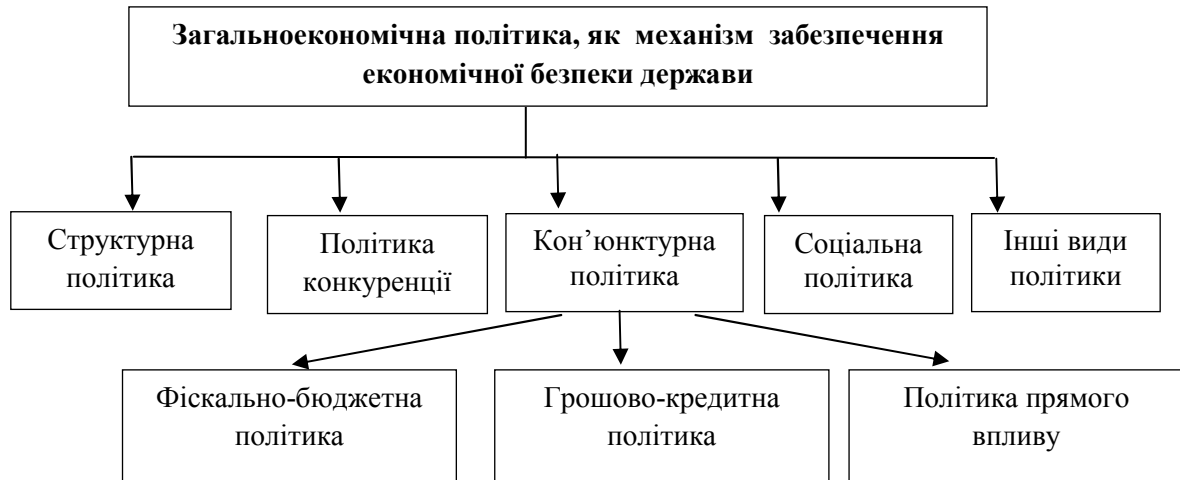 Загальноекономічна політика, як механізм забезпечення
економічної безпеки держави
Структурна
політика
Політика
конкуренції
Кон’юнктурна
політика
Соціальна
політика
Інші види
політики
Фіскально-бюджетна
політика
Грошово-кредитна
політика
Політика прямого
впливу